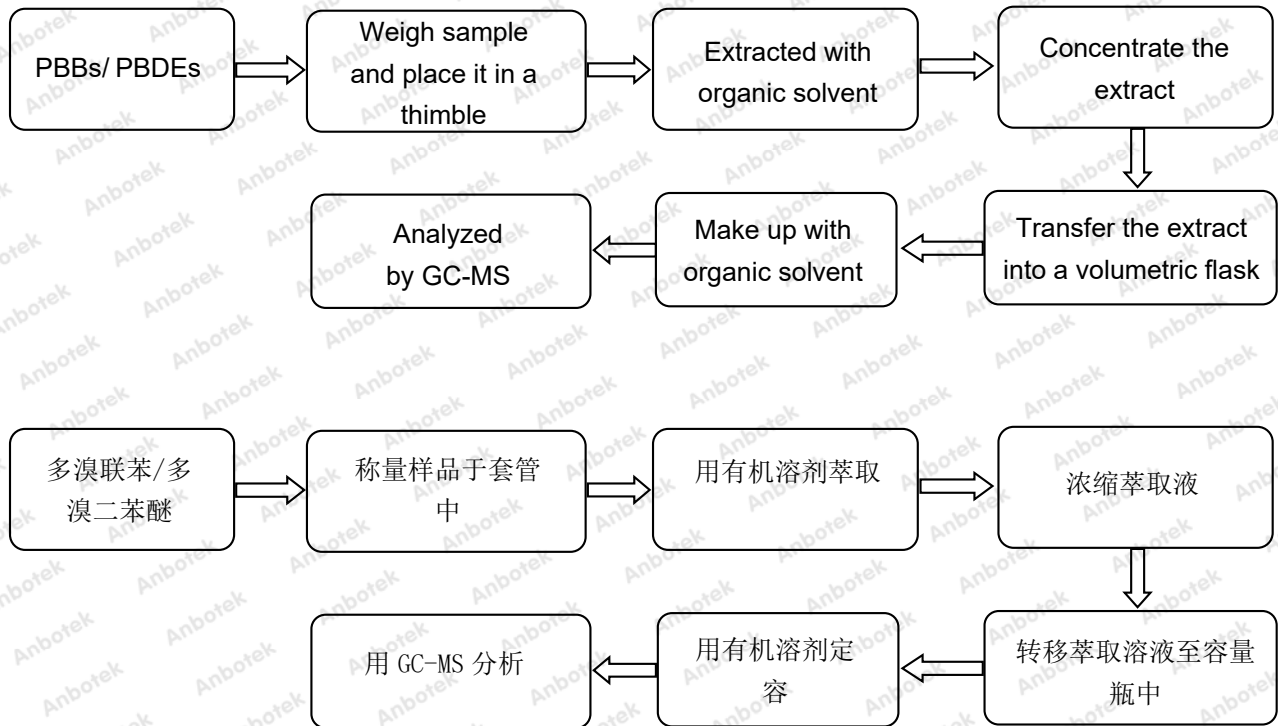 PBBs/ PBDEs
Weigh sample
and place it in a
thimble
Extracted with
organic solvent
Concentrate the
extract
Transfer the extract
into a volumetric flask
Make up with
organic solvent
Analyzed
by GC-MS
多溴联苯/多
溴二苯醚
称量样品于套管
中
用有机溶剂萃取
浓缩萃取液
转移萃取溶液至容量
瓶中
用有机溶剂定
容
用 GC-MS 分析
Anbotek